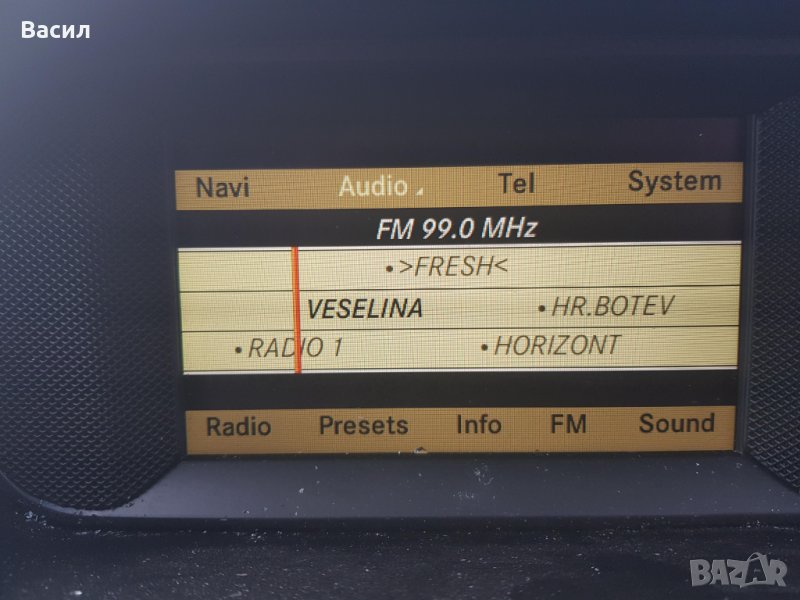 Васил
Navi Audio Tel System
FM 99.0 MHz
•>FRESH<
VESELINA •HR.BOTEV
•RADIO 1 •HORIZONT
Radio Presets Info FM Sound
BAZAR